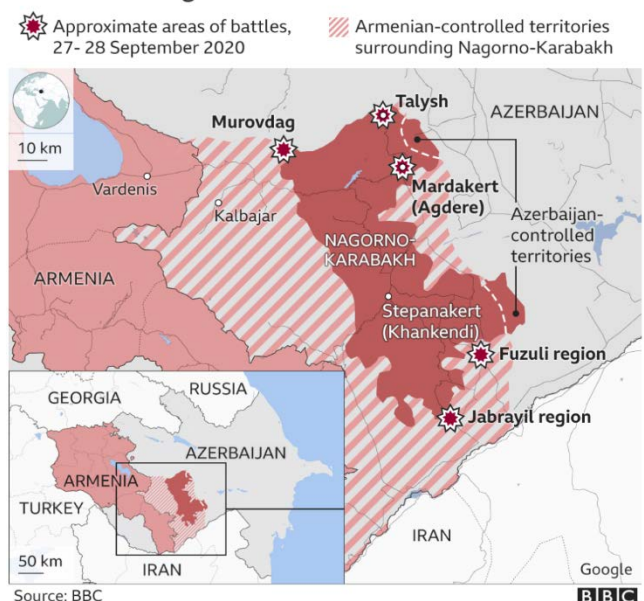 Approximate areas of battles,
27- 28 September 2020
Armenian-controlled territories
surrounding Nagorno-Karabakh
10 km
Talysh
AZERBAIJAN
Murovdag
Vardenis
Mardakert
(Agdere)
Kalbajar
Azerbaijan-
controlled
territories
NAGORNO-
KARABAKH
ARMENIA
Stepanakert
(Khankendi)
Fuzuli region
Jabrayil region
RUSSIA
GEORGIA
AZERBAIJAN
ARMENIA
TURKEY
IRAN
50 km
IRAN
Google
Source: BBC
BBC